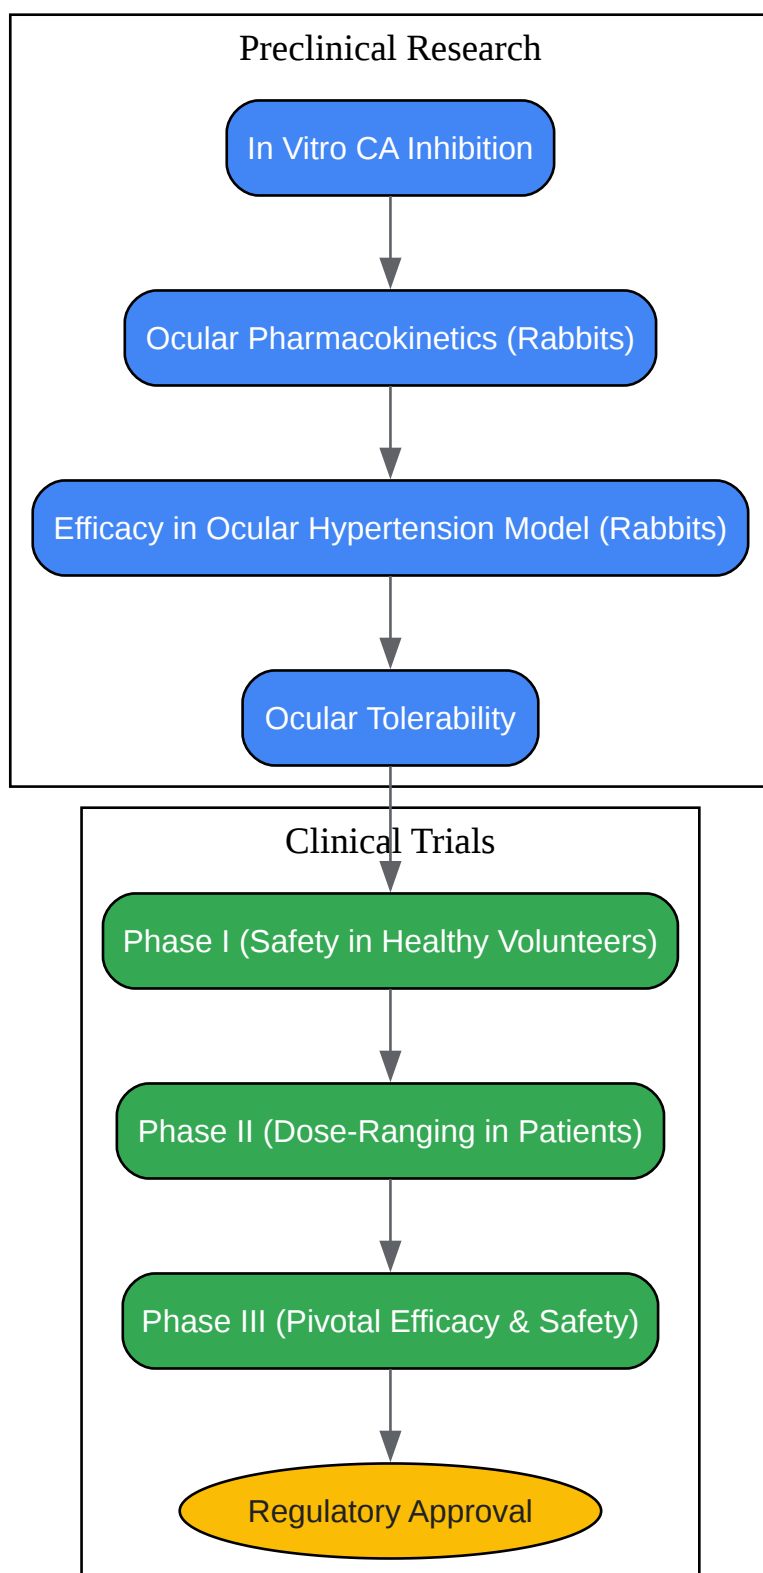 Preclinical Research
In Vitro CA Inhibition
Ocular Pharmacokinetics (Rabbits)
Efficacy in Ocular Hypertension Model (Rabbits)
Ocular Tolerability
Clinical Trials
Phase I (Safety in Healthy Volunteers)
Phase II (Dose-Ranging in Patients)
Phase III (Pivotal Efficacy & Safety)
Regulatory Approval